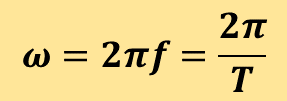 ω = 2πf = 2π/T